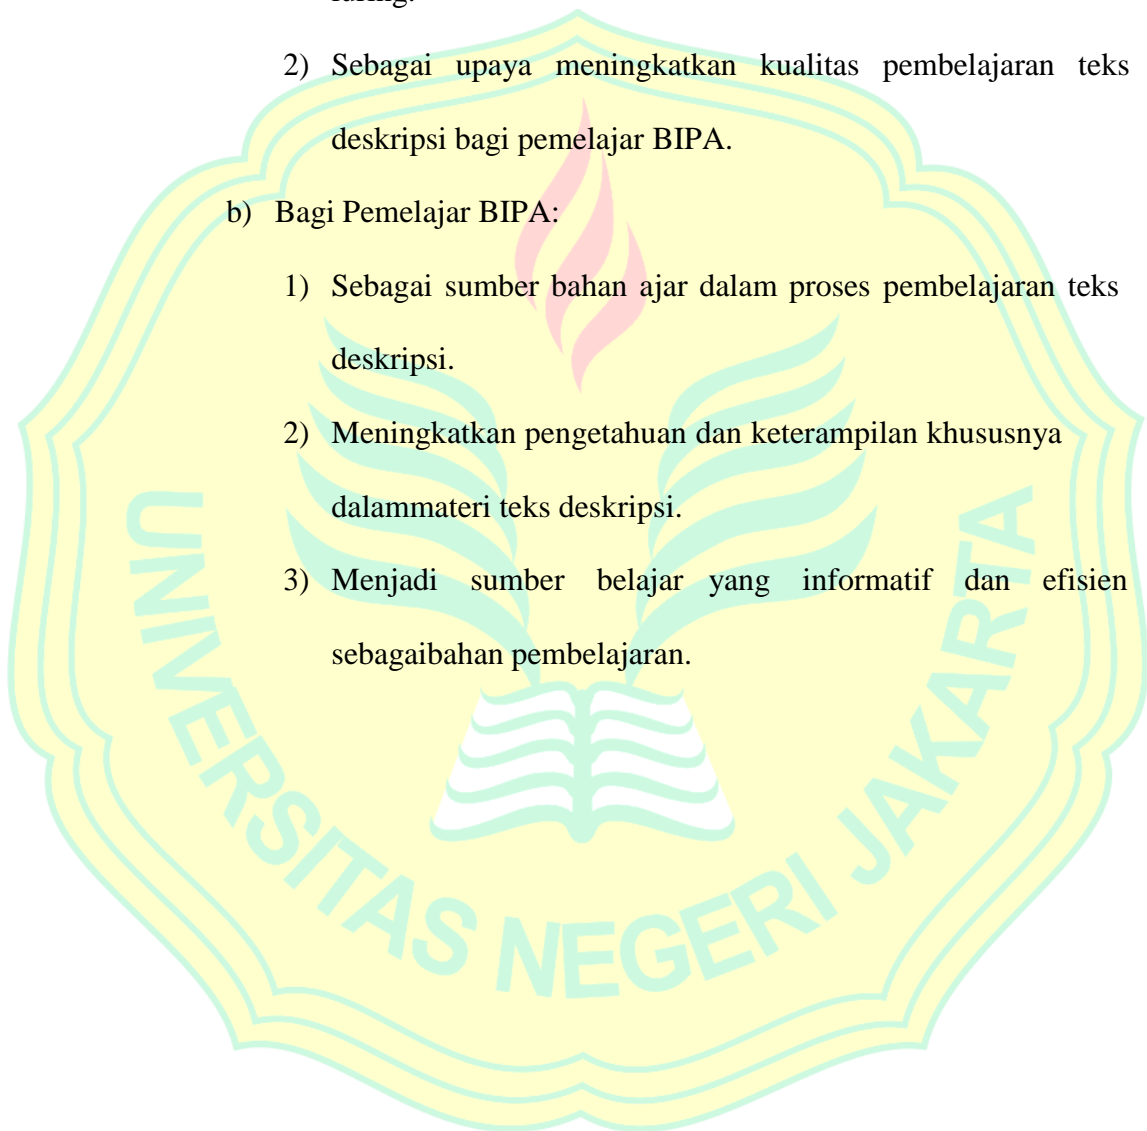 2) Sebagai upaya meningkatkan kualitas pembelajaran teks
deskripsi bagi pemelajar BIPA.
b) Bagi Pemelajar BIPA:
1) Sebagai sumber bahan ajar dalam proses pembelajaran teks
deskripsi.
2) Meningkatkan pengetahuan dan keterampilan khususnya
dalammateri teks deskripsi.
3) Menjadi sumber belajar yang informatif dan efisien
sebagaibahan pembelajaran.
UNIVERSITAS NEGERI JAKARTA